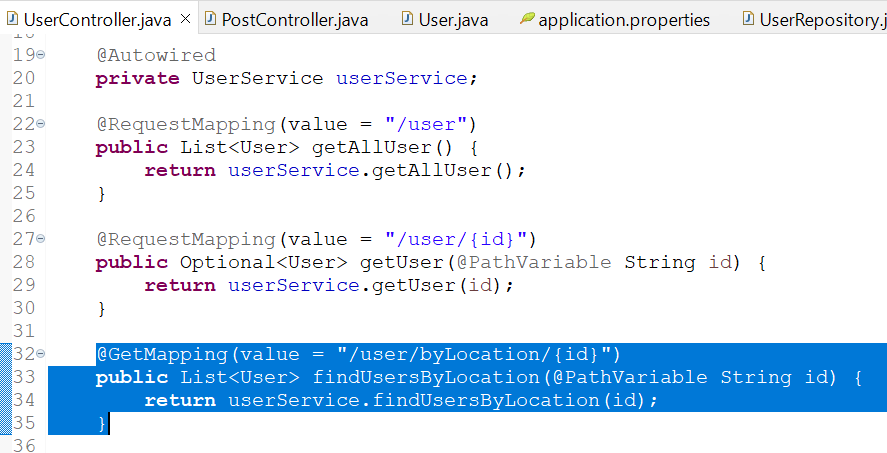 UserController.java PostController.java User.java application.properties UserRepository.j
18
19 @Autowired
20 private UserService userService;
21
22 @RequestMapping(value = "/user")
23 public List<User> getAllUser() {
24 return userService.getAllUser();
25 }
26
27 @RequestMapping(value = "/user/{id}")
28 public Optional<User> getUser(@PathVariable String id) {
29 return userService.getUser(id);
30 }
31
32 @GetMapping(value = "/user/byLocation/{id}")
33 public List<User> findUsersByLocation(@PathVariable String id) {
34 return userService.findUsersByLocation(id);
35 }
36